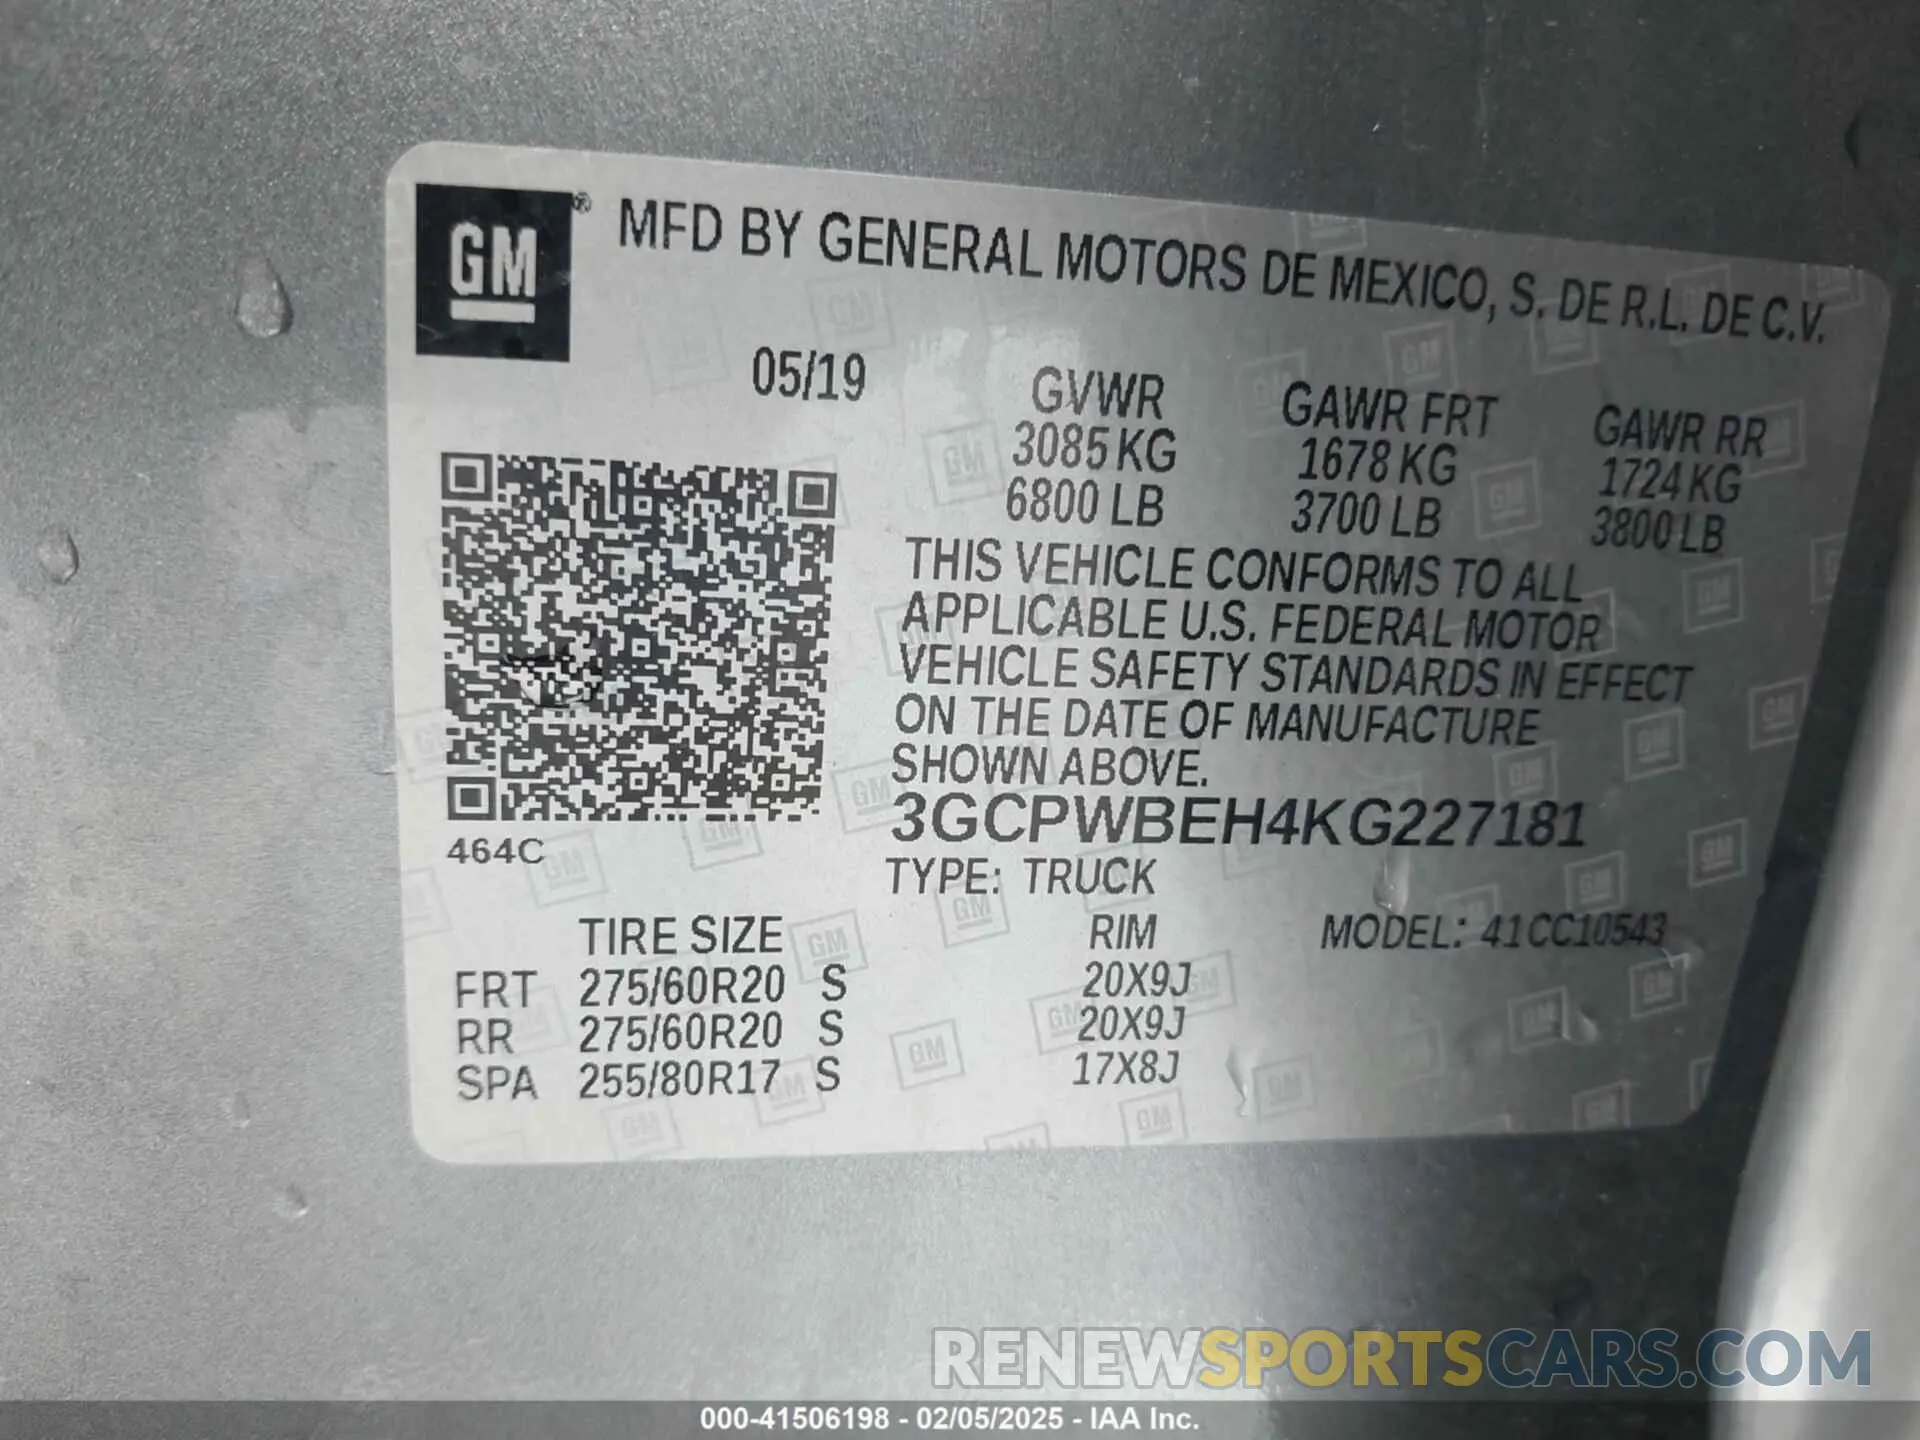 GM ® MFD BY GENERAL MOTORS DE MEXICO, S. DE R.L. DE C.V.
05/19
GVWR GAWR FRT GAWR RR
3085 KG 1678 KG 1724 KG
6800 LB 3700 LB 3800 LB
THIS VEHICLE CONFORMS TO ALL
APPLICABLE U.S. FEDERAL MOTOR
VEHICLE SAFETY STANDARDS IN EFFECT
ON THE DATE OF MANUFACTURE
SHOWN ABOVE.
3GCPWBEH4KG227181
464C
TYPE: TRUCK
TIRE SIZE RIM MODEL: 41CC10543
FRT 275/60R20 S 20X9J
RR 275/60R20 S 20X9J
SPA 255/80R17 S 17X8J
RENEWSPORTSCARS.COM
000-41506198 - 02/05/2025 - IAA Inc.